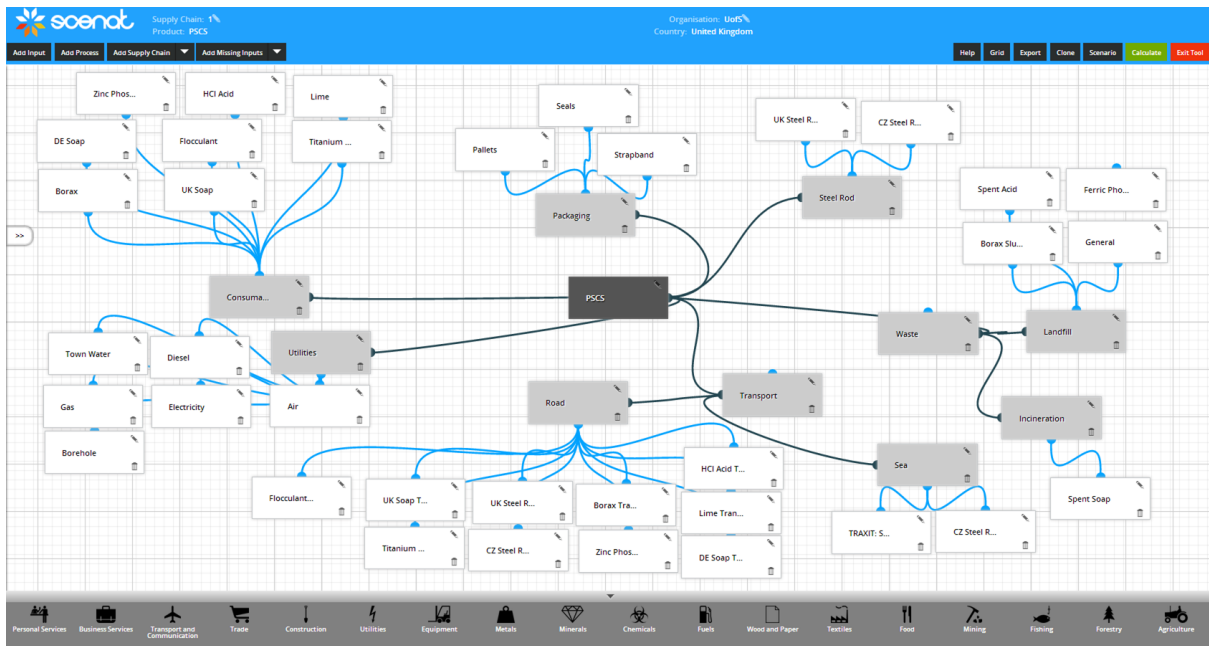 scenat
Supply Chain: 1
Product: PSCS
Organisation: UofS
Country: United Kingdom
Add Input
Add Process
Add Supply Chain
Add Missing Inputs
Help
Grid
Export
Clone
Scenario
Calculate
Exit Tool
Zinc Phos...
HCl Acid
Lime
DE Soap
Flocculant
Titanium ...
Borax
UK Soap
>>
Consuma...
Seals
Pallets
Strapband
Packaging
UK Steel R...
CZ Steel R...
Steel Rod
Spent Acid
Ferric Pho...
Borax Slu...
General
PSCS
Waste
Landfill
Incineration
Spent Soap
Town Water
Diesel
Utilities
Gas
Electricity
Air
Borehole
Road
Transport
Sea
Flocculant...
UK Soap T...
UK Steel R...
Borax Tra...
HCl Acid T...
Lime Tran...
Titanium ...
CZ Steel R...
Zinc Phos...
DE Soap T...
TRAXIT: S...
CZ Steel R...
Personal Services
Business Services
Transport and
Communication
Trade
Construction
Utilities
Equipment
Metals
Minerals
Chemicals
Fuels
Wood and Paper
Textiles
Food
Mining
Fishing
Forestry
Agriculture